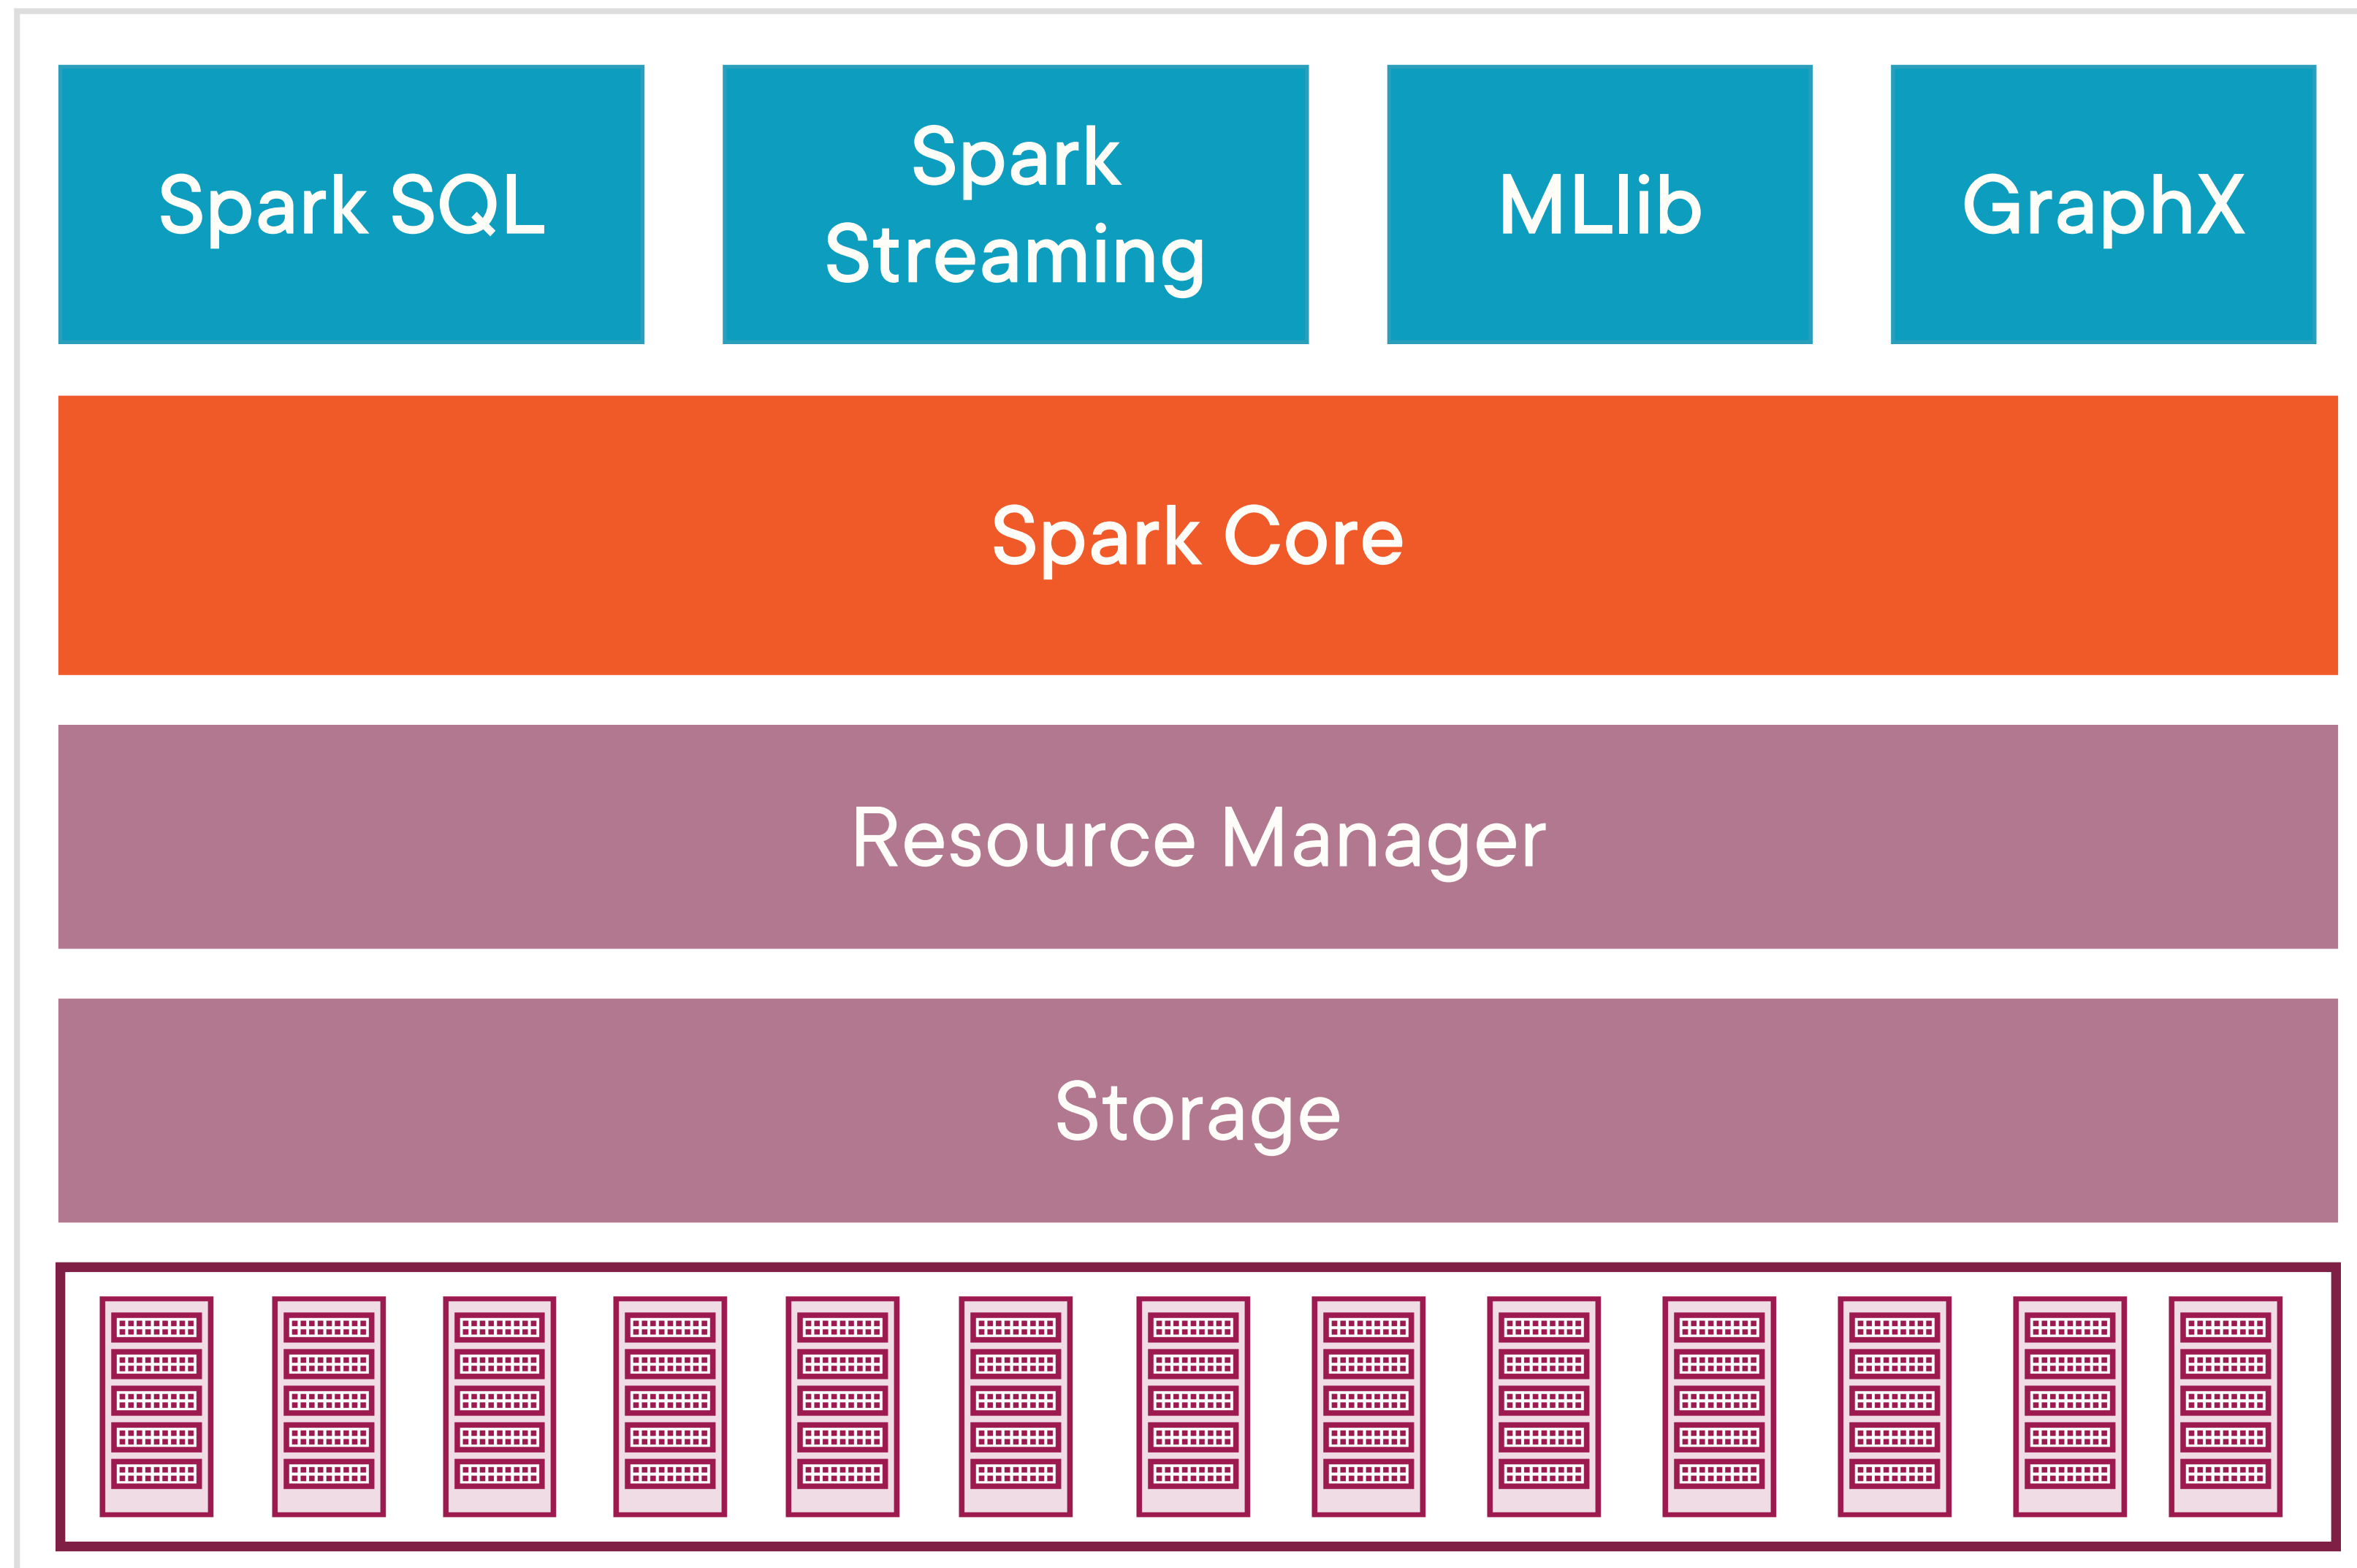 Spark SQL
Spark
Streaming
MLlib
GraphX
Spark Core
Resource Manager
Storage